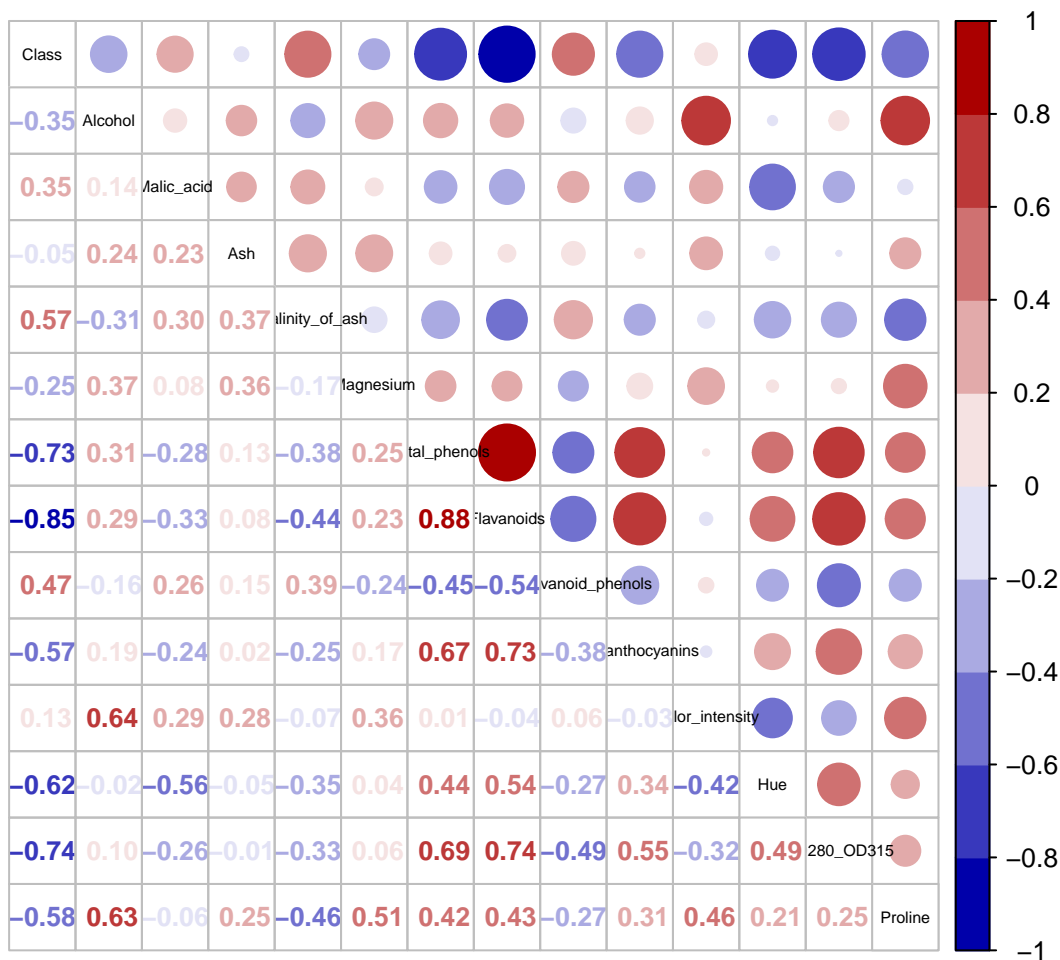 Class
−0.35 Alcohol
0.35 0.14 Malic_acid
−0.05 0.24 0.23 Ash
0.57 −0.31 0.30 0.37 linity_of_ash
−0.25 0.37 0.08 0.36 −0.17 Magnesium
−0.73 0.31 −0.28 0.13 −0.38 0.25 tal_phenols
−0.85 0.29 −0.33 0.08 −0.44 0.23 0.88 Flavanoids
0.47 −0.16 0.26 0.15 0.39 −0.24 −0.45 −0.54 vanoid_phenols
−0.57 0.19 −0.24 0.02 −0.25 0.17 0.67 0.73 −0.38 anthocyanins
0.13 0.64 0.29 0.28 −0.07 0.36 0.01 −0.04 0.06 −0.03 lor_intensity
−0.62 −0.02 −0.56 −0.05 −0.35 0.04 0.44 0.54 −0.27 0.34 −0.42 Hue
−0.74 0.10 −0.26 −0.01 −0.33 0.06 0.69 0.74 −0.49 0.55 −0.32 0.49 280_OD315
−0.58 0.63 −0.06 0.25 −0.46 0.51 0.42 0.43 −0.27 0.31 0.46 0.21 0.25 Proline
1
0.8
0.6
0.4
0.2
0
−0.2
−0.4
−0.6
−0.8
−1